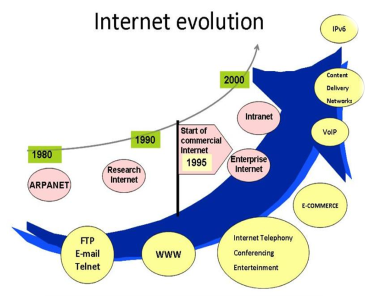 Internet evolution
IPv6
2000
Content
Delivery
Networks
1990
Start of
commercial
Internet
1995
Intranet
VoIP
1980
Research
Internet
Enterprise
Internet
ARPANET
E-COMMERCE
FTP
E-mail
Telnet
WWW
Internet Telephony
Conferencing
Enterteinment